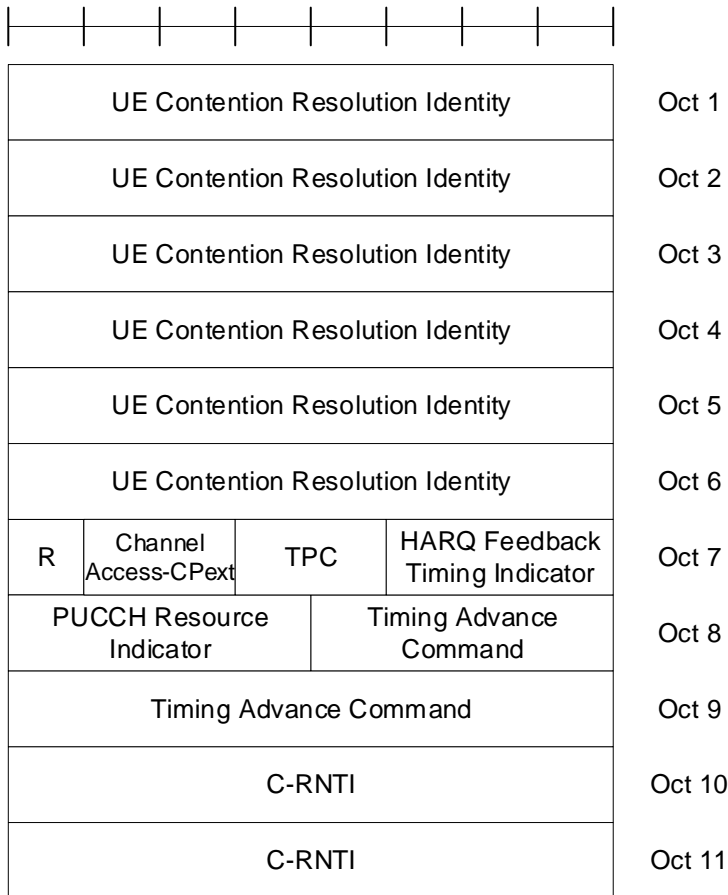 UE Contention Resolution Identity Oct 1
UE Contention Resolution Identity Oct 2
UE Contention Resolution Identity Oct 3
UE Contention Resolution Identity Oct 4
UE Contention Resolution Identity Oct 5
UE Contention Resolution Identity Oct 6
R
Channel
Access-CPext
TPC
HARQ Feedback
Timing Indicator
Oct 7
PUCCH Resource
Indicator
Timing Advance
Command
Oct 8
Timing Advance Command Oct 9
C-RNTI Oct 10
C-RNTI Oct 11